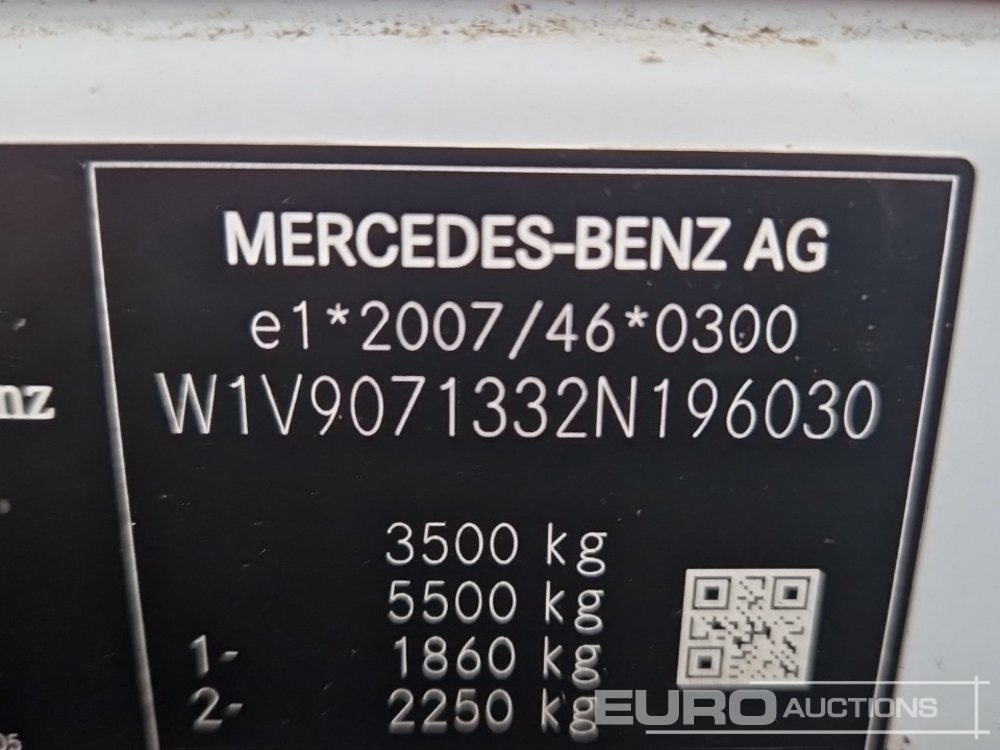 MERCEDES-BENZ AG
e1*2007/46*0300
nz
W1V9071332N196030
3500 kg
5500 kg
1- 1860 kg
2- 2250 kg
05
EURO AUCTIONS